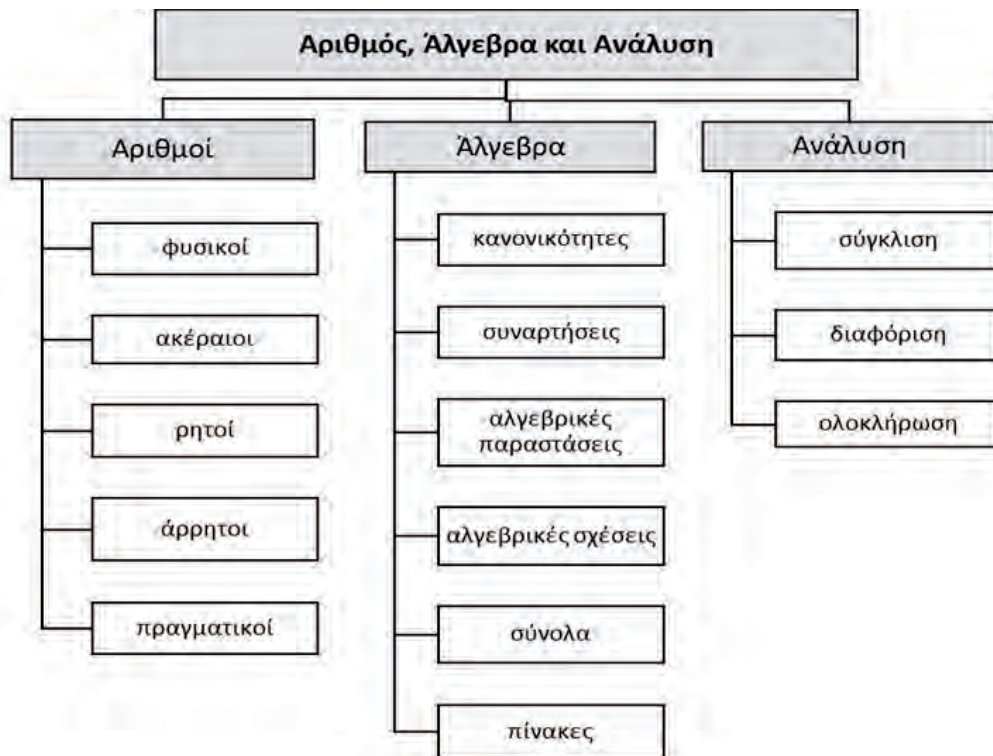 Αριθμός, Άλγεβρα και Ανάλυση
Αριθμοί
φυσικοί
ακέραιοι
ρητοί
άρρητοι
πραγματικοί
Άλγεβρα
κανονικότητες
συναρτήσεις
αλγεβρικές
παραστάσεις
αλγεβρικές σχέσεις
σύνολα
πίνακες
Ανάλυση
σύγκλιση
διαφόριση
ολοκλήρωση